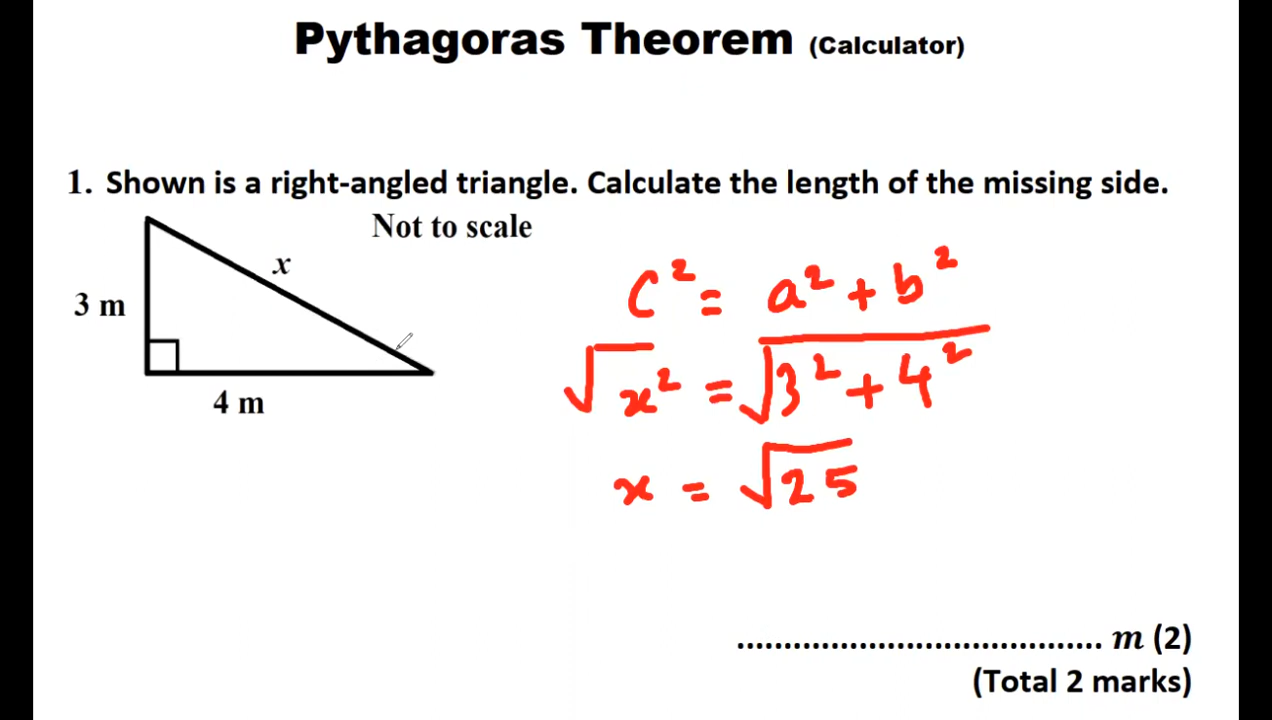 Pythagoras Theorem (Calculator)
1. Shown is a right-angled triangle. Calculate the length of the missing side.
Not to scale
x
3 m
4 m
c² = a² + b²
√x² = √3² + 4²
x = √25
....................................... m (2)
(Total 2 marks)